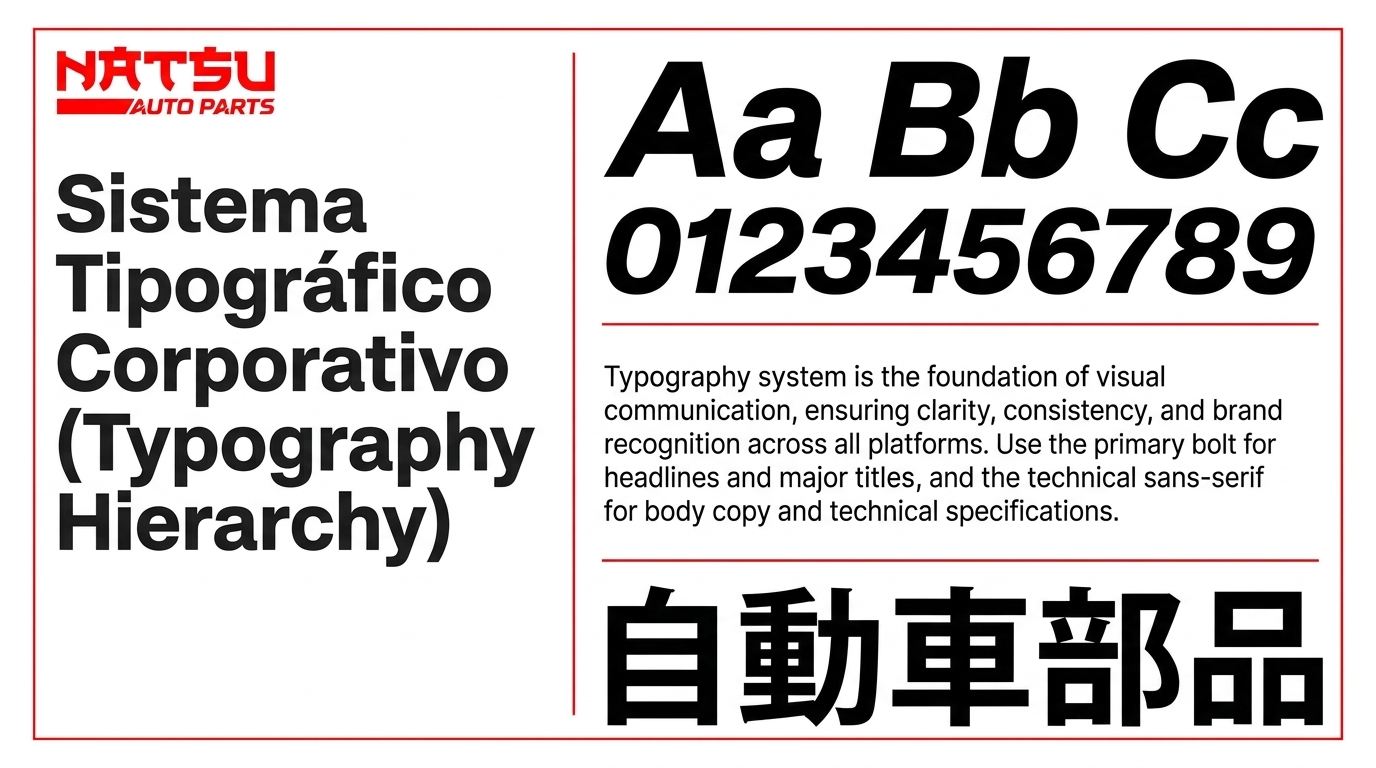 NATSU
AUTO PARTS
Sistema
Tipográfico
Corporativo
(Typography
Hierarchy)
Aa Bb Cc
0123456789
Typography system is the foundation of visual
communication, ensuring clarity, consistency, and brand
recognition across all platforms. Use the primary bolt for
headlines and major titles, and the technical sans-serif
for body copy and technical specifications.
自動車部品